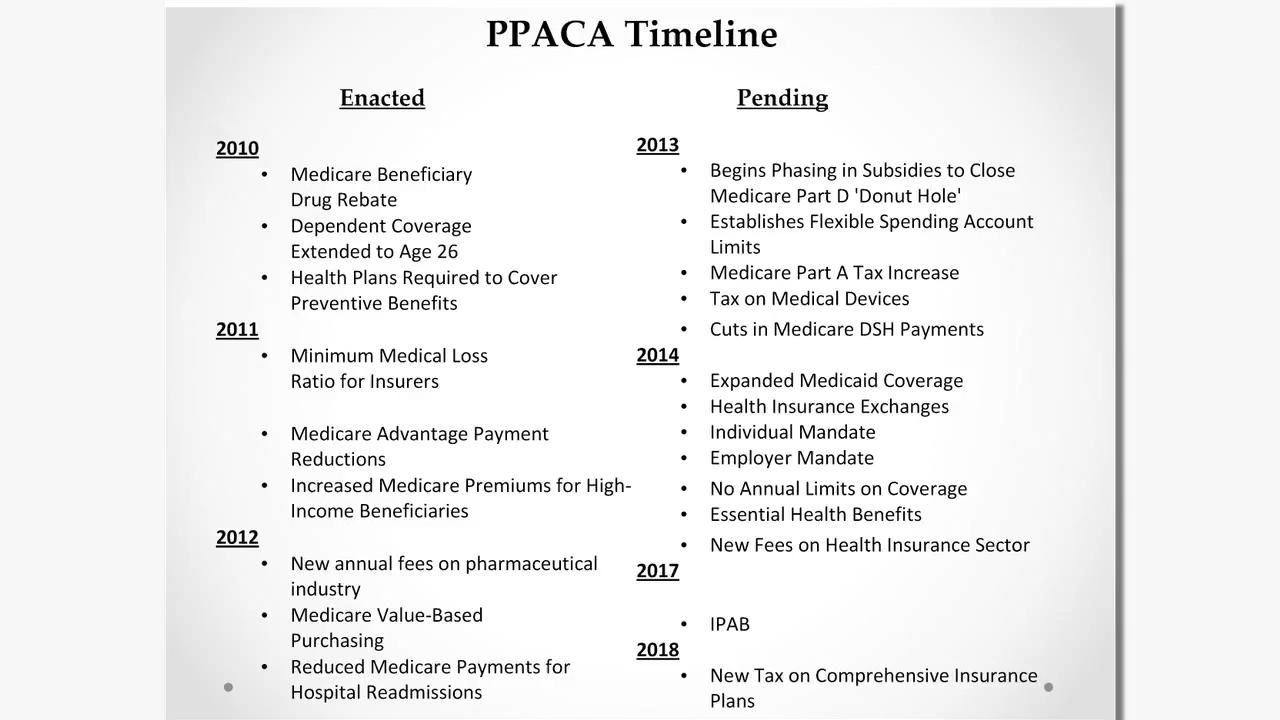 PPACA Timeline
Enacted
2010
• Medicare Beneficiary
Drug Rebate
• Dependent Coverage
Extended to Age 26
• Health Plans Required to Cover
Preventive Benefits
2011
• Minimum Medical Loss
Ratio for Insurers
• Medicare Advantage Payment
Reductions
• Increased Medicare Premiums for High-
Income Beneficiaries
2012
• New annual fees on pharmaceutical
industry
• Medicare Value-Based
Purchasing
• Reduced Medicare Payments for
Hospital Readmissions
Pending
2013
• Begins Phasing in Subsidies to Close
Medicare Part D 'Donut Hole'
• Establishes Flexible Spending Account
Limits
• Medicare Part A Tax Increase
• Tax on Medical Devices
• Cuts in Medicare DSH Payments
2014
• Expanded Medicaid Coverage
• Health Insurance Exchanges
• Individual Mandate
• Employer Mandate
• No Annual Limits on Coverage
• Essential Health Benefits
• New Fees on Health Insurance Sector
2017
• IPAB
2018
• New Tax on Comprehensive Insurance
Plans